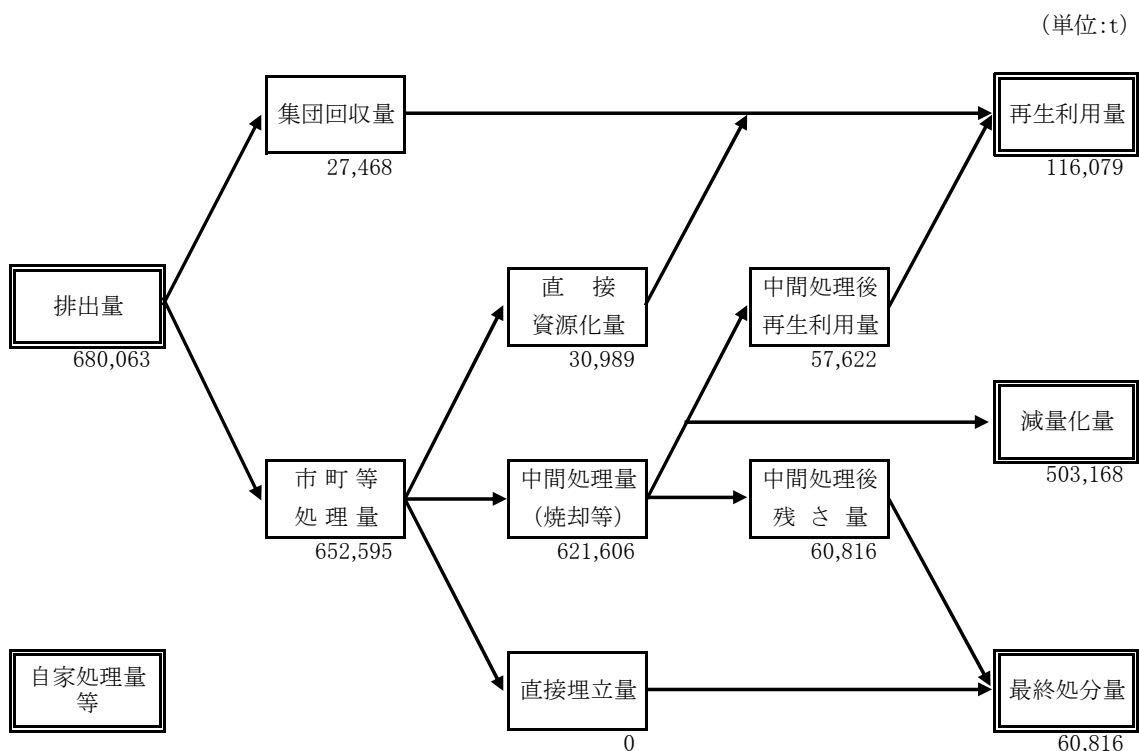 (単位:t)
集団回収量
27,468
再生利用量
116,079
排出量
680,063
直 接
資源化量
30,989
中間処理後
再生利用量
57,622
減量化量
503,168
市 町 等
処 理 量
652,595
中間処理量
(焼却等)
621,606
中間処理後
残 さ 量
60,816
自家処理量
等
直接埋立量
0
最終処分量
60,816